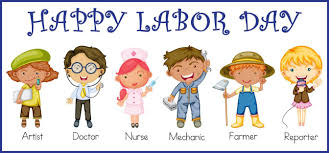 HAPPY LABOR DAY
Artist Doctor Nurse Mechanic Farmer Reporter